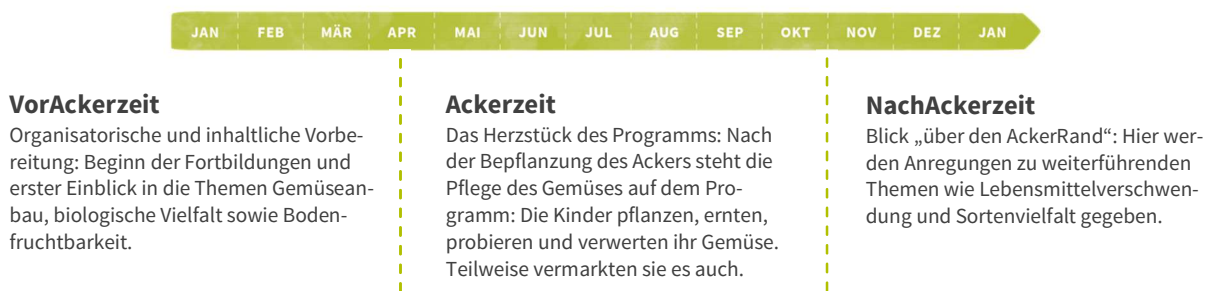 JAN FEB MÄR APR MAI JUN JUL AUG SEP OKT NOV DEZ JAN
VorAckerzeit
Organisatorische und inhaltliche Vorbe-
reitung: Beginn der Fortbildungen und
erster Einblick in die Themen Gemüsean-
bau, biologische Vielfalt sowie Boden-
fruchtbarkeit.
Ackerzeit
Das Herzstück des Programms: Nach
der Bepflanzung des Ackers steht die
Pflege des Gemüses auf dem Pro-
gramm: Die Kinder pflanzen, ernten,
probieren und verwerten ihr Gemüse.
Teilweise vermarkten sie es auch.
NachAckerzeit
Blick „über den AckerRand“: Hier wer-
den Anregungen zu weiterführenden
Themen wie Lebensmittelverschwen-
dung und Sortenvielfalt gegeben.